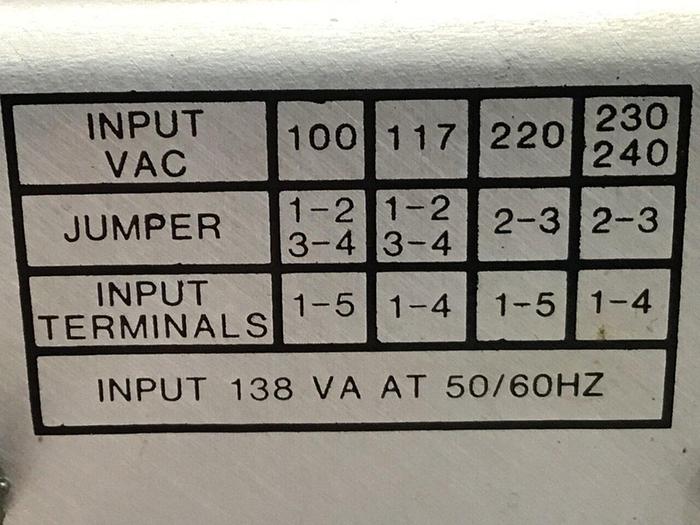 INPUT VAC 100 117 220 230 240
JUMPER 1-2 3-4 1-2 3-4 2-3 2-3
INPUT TERMINALS 1-5 1-4 1-5 1-4
INPUT 138 VA AT 50/60HZ